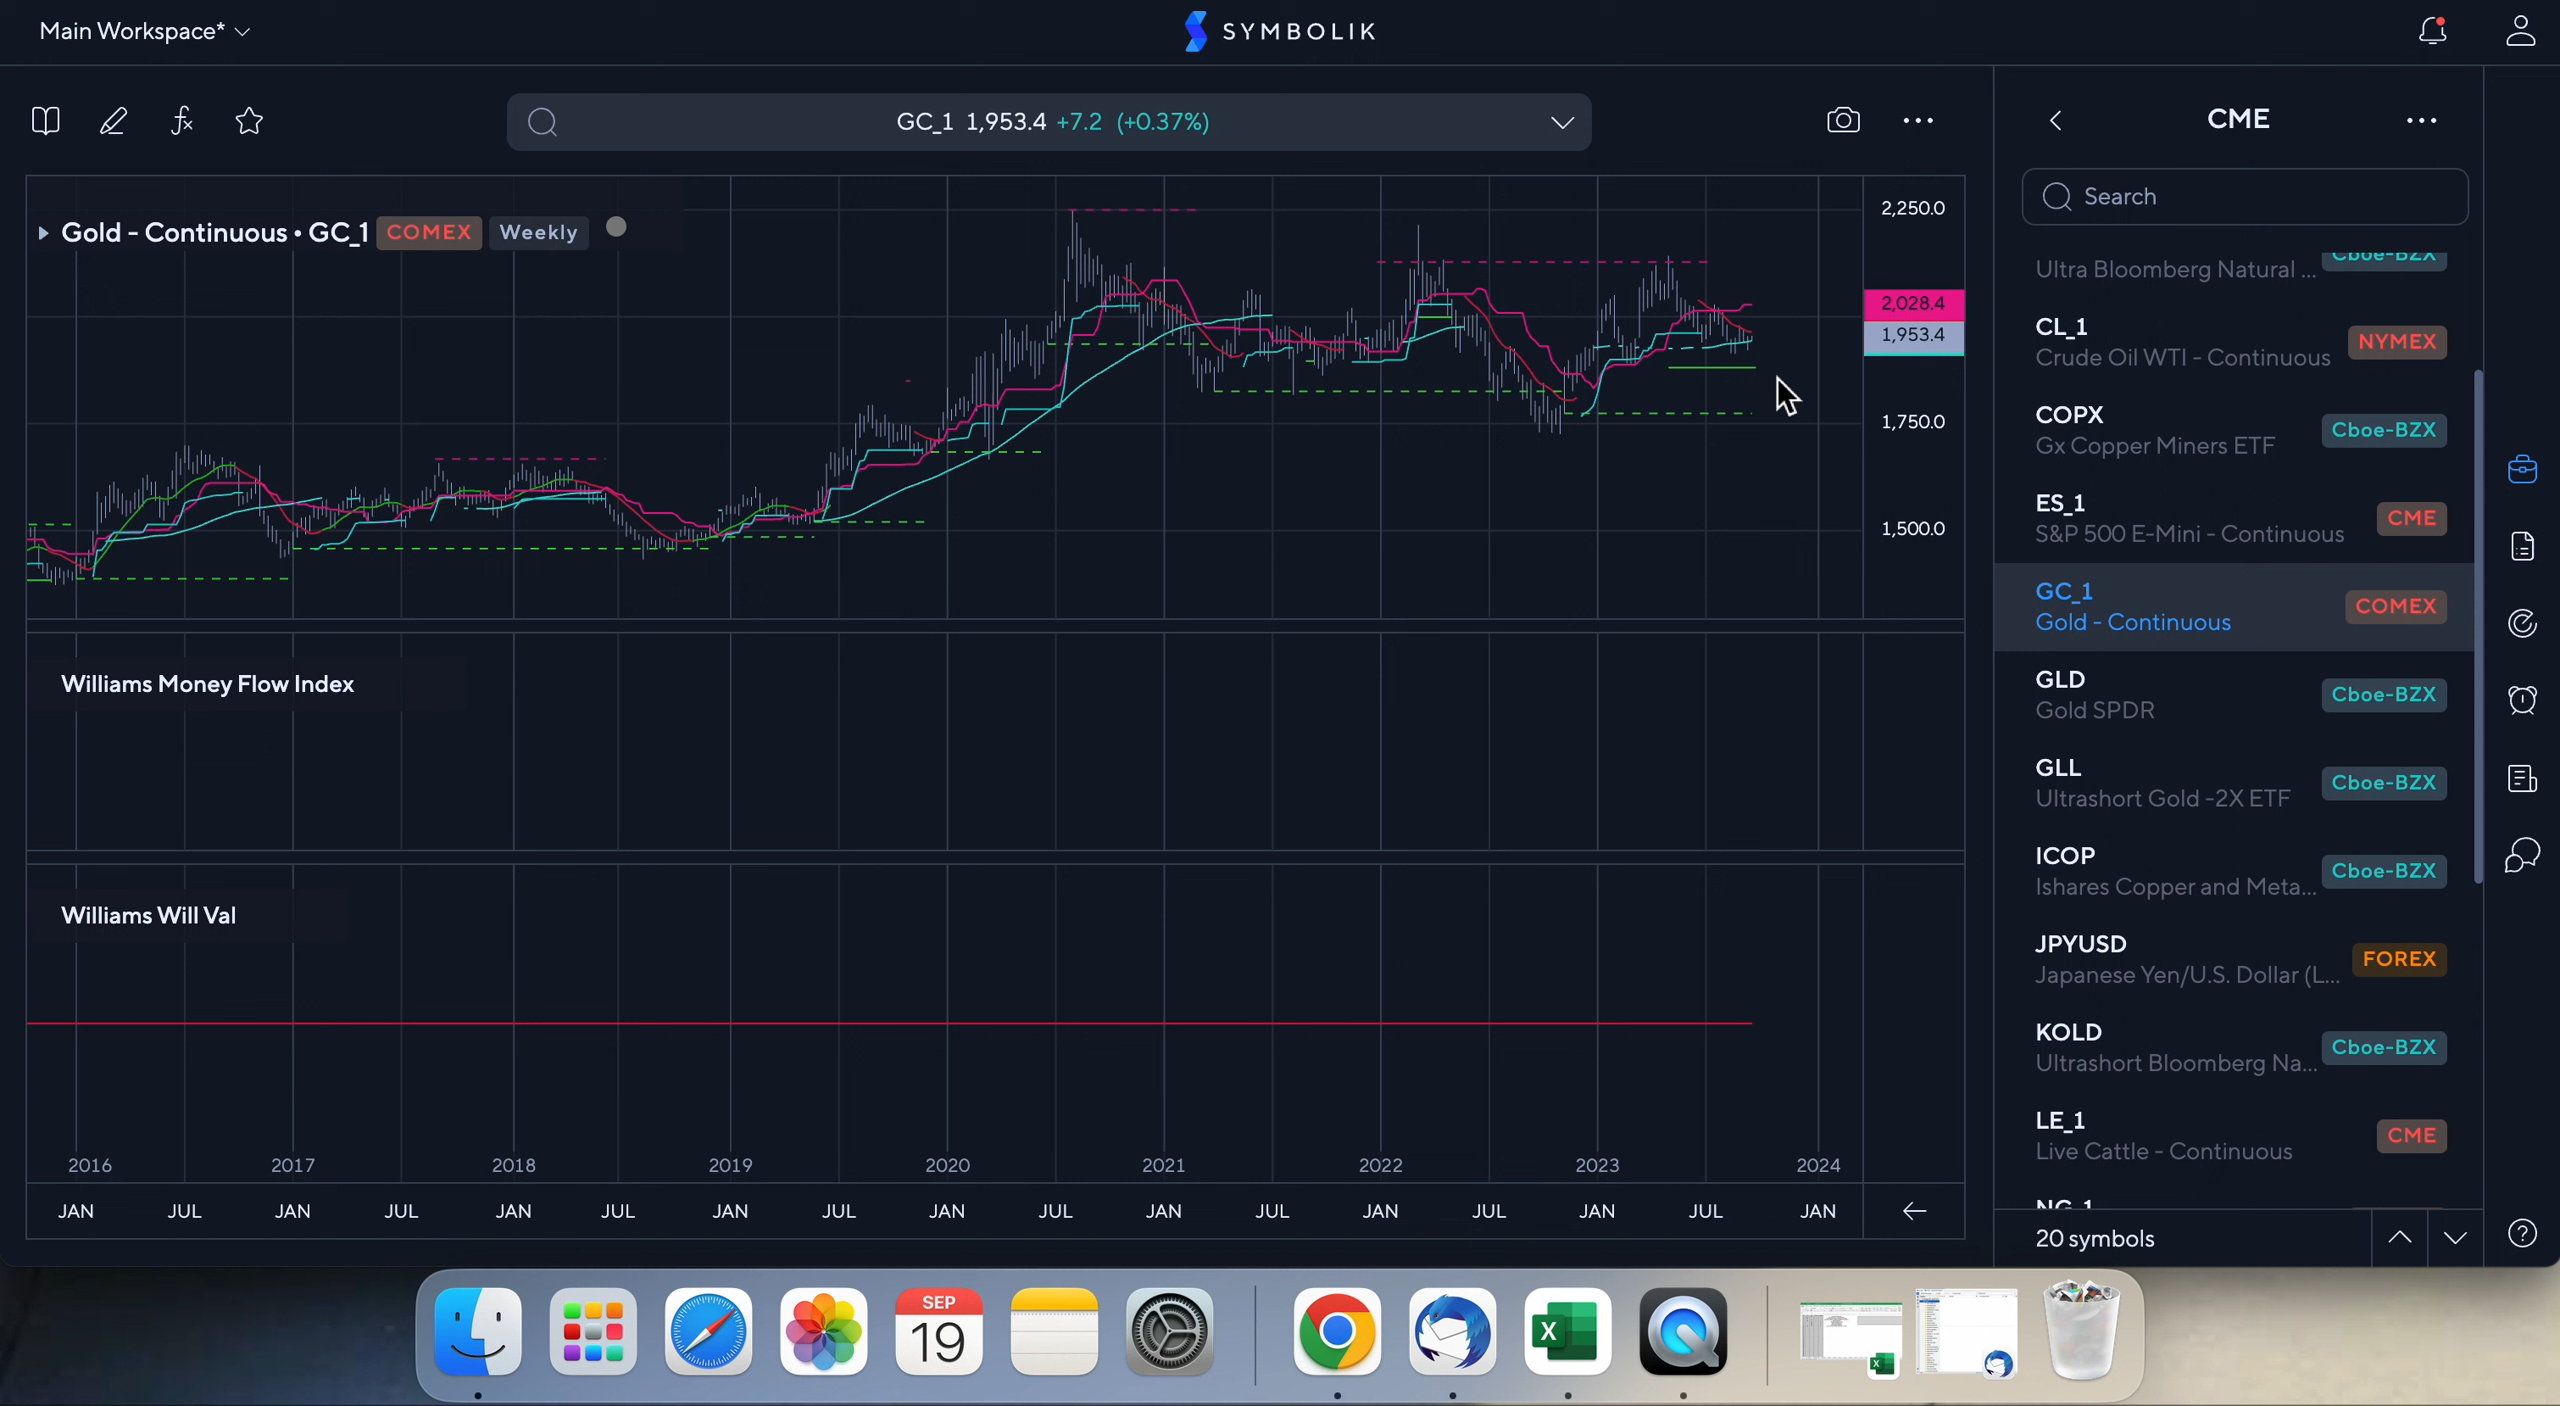 Main Workspace*
SYMBOLIK
GC_1 1,953.4 +7.2 (+0.37%)
CME
Gold - Continuous • GC_1 COMEX Weekly
2,250.0
2,028.4
1,953.4
1,750.0
1,500.0
Williams Money Flow Index
Williams Will Val
2016 2017 2018 2019 2020 2021 2022 2023 2024
JAN JUL JAN JUL JAN JUL JAN JUL JAN JUL JAN JUL JAN JUL JAN JUL JAN
Search
Cboe-BZX
Ultra Bloomberg Natural ...
CL_1
NYMEX
Crude Oil WTI - Continuous
COPX
Cboe-BZX
Gx Copper Miners ETF
ES_1
CME
S&P 500 E-Mini - Continuous
GC_1
COMEX
Gold - Continuous
GLD
Cboe-BZX
Gold SPDR
GLL
Cboe-BZX
Ultrashort Gold -2X ETF
ICOP
Cboe-BZX
Ishares Copper and Meta...
JPYUSD
FOREX
Japanese Yen/U.S. Dollar (L...
KOLD
Cboe-BZX
Ultrashort Bloomberg Na...
LE_1
CME
Live Cattle - Continuous
NG_1
20 symbols
SEP
19